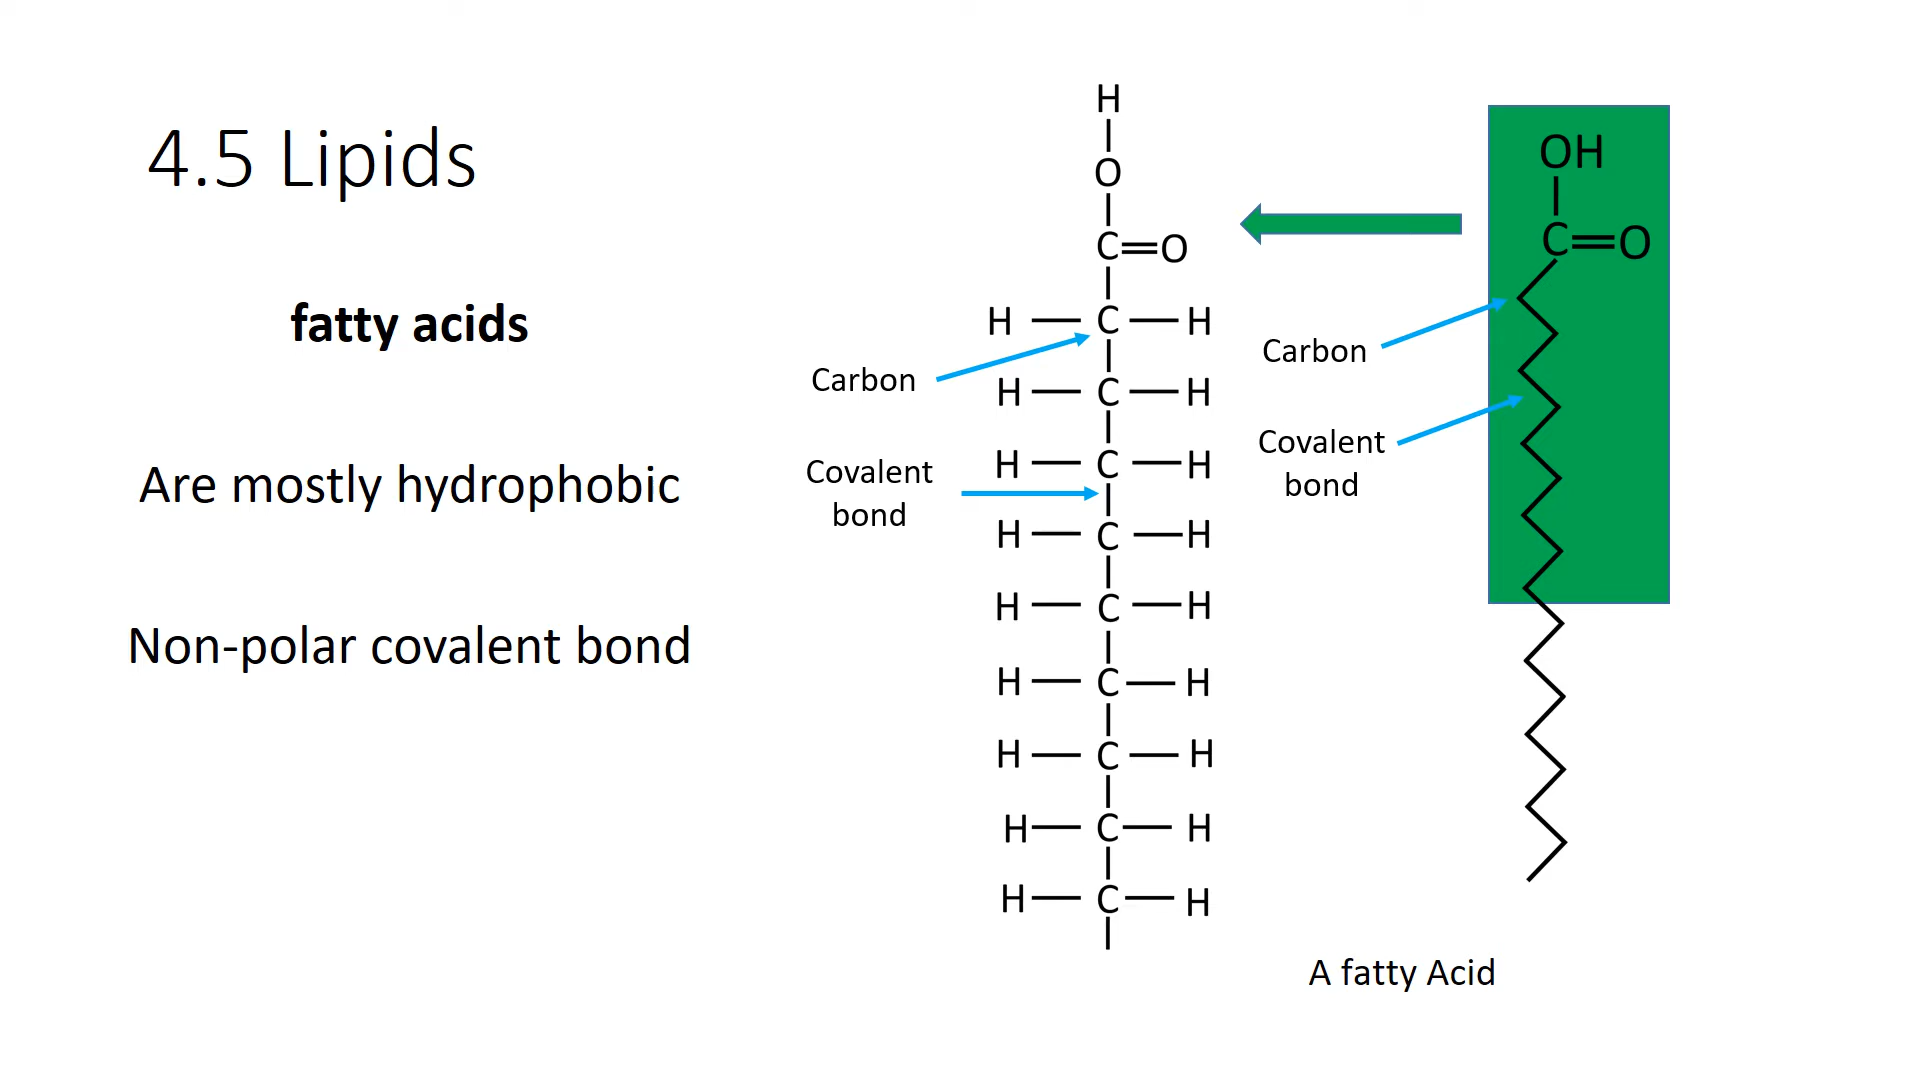 4.5 Lipids
fatty acids
Are mostly hydrophobic
Non-polar covalent bond
H
O
C=O
H — C — H
Carbon
H — C — H
Covalent
bond
H — C — H
H — C — H
H — C — H
H — C — H
H — C — H
H — C — H
H — C — H
OH
C=O
Carbon
Covalent
bond
A fatty Acid